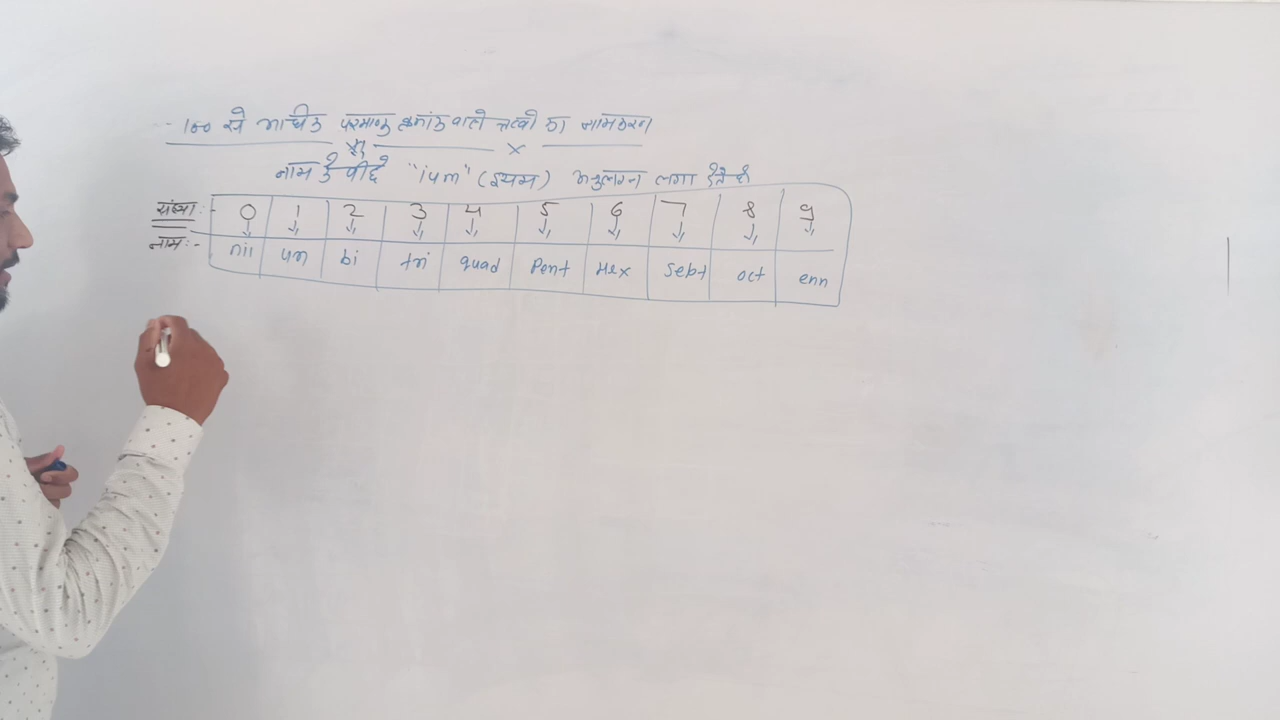 100 से अधिक परमाणु क्रमांक वाले तत्वो का नामकरण
नाम के पीछे "ium" (इयम) अनुलग्न लगा देते है
संख्या :- 0 1 2 3 4 5 6 7 8 9
नाम :- nil un bi tri quad Pent Hex Sept oct enn